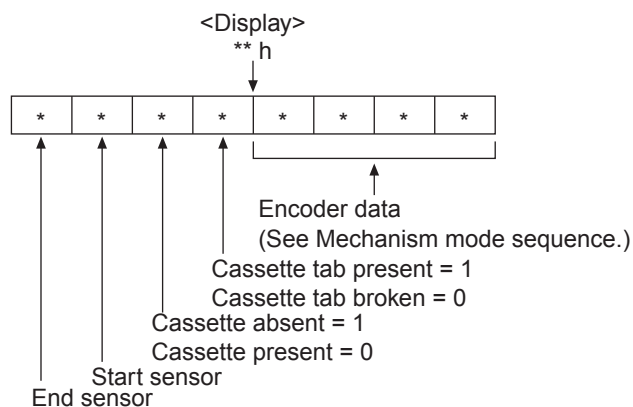 <Display>
** h
* * * * * * * *
Encoder data
(See Mechanism mode sequence.)
Cassette tab present = 1
Cassette tab broken = 0
Cassette absent = 1
Cassette present = 0
Start sensor
End sensor